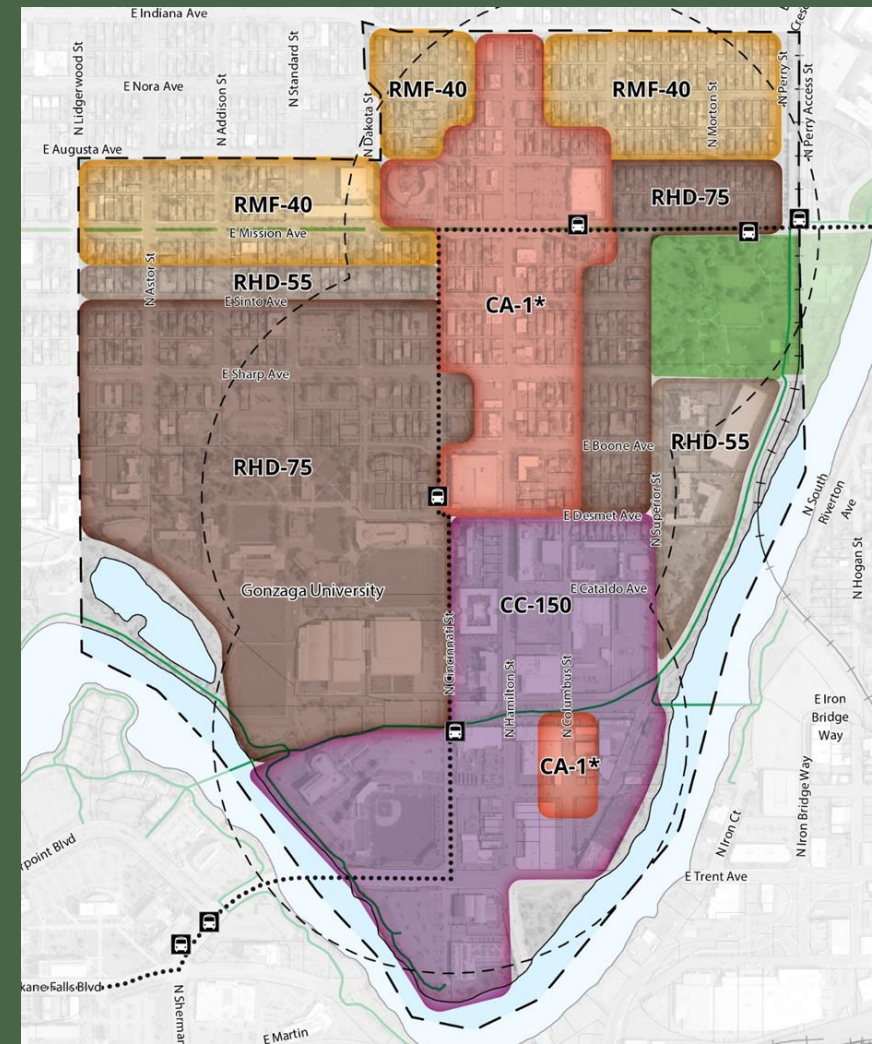 E Indiana Ave
N Lidgerwood St
E Nora Ave
N Addison St
N Standard St
N Dakota St
RMF-40
RMF-40
N Morton St
N Perry St
N Perry Access St
E Augusta Ave
RMF-40
E Mission Ave
RHD-75
N Astor St
RHD-55
E Sinto Ave
CA-1*
E Sharp Ave
E Boone Ave
RHD-55
RHD-75
N Superior St
N South
Riverton
Ave
E Desmet Ave
N Hogan St
Gonzaga University
E Cataldo Ave
CC-150
N Cincinnati St
N Hamilton St
N Columbus St
E Iron
Bridge
Way
CA-1*
N Iron Bridge Way
N Iron Ct
rpoint Blvd
E Trent Ave
kane Falls Blvd
N Sherman
E Martin